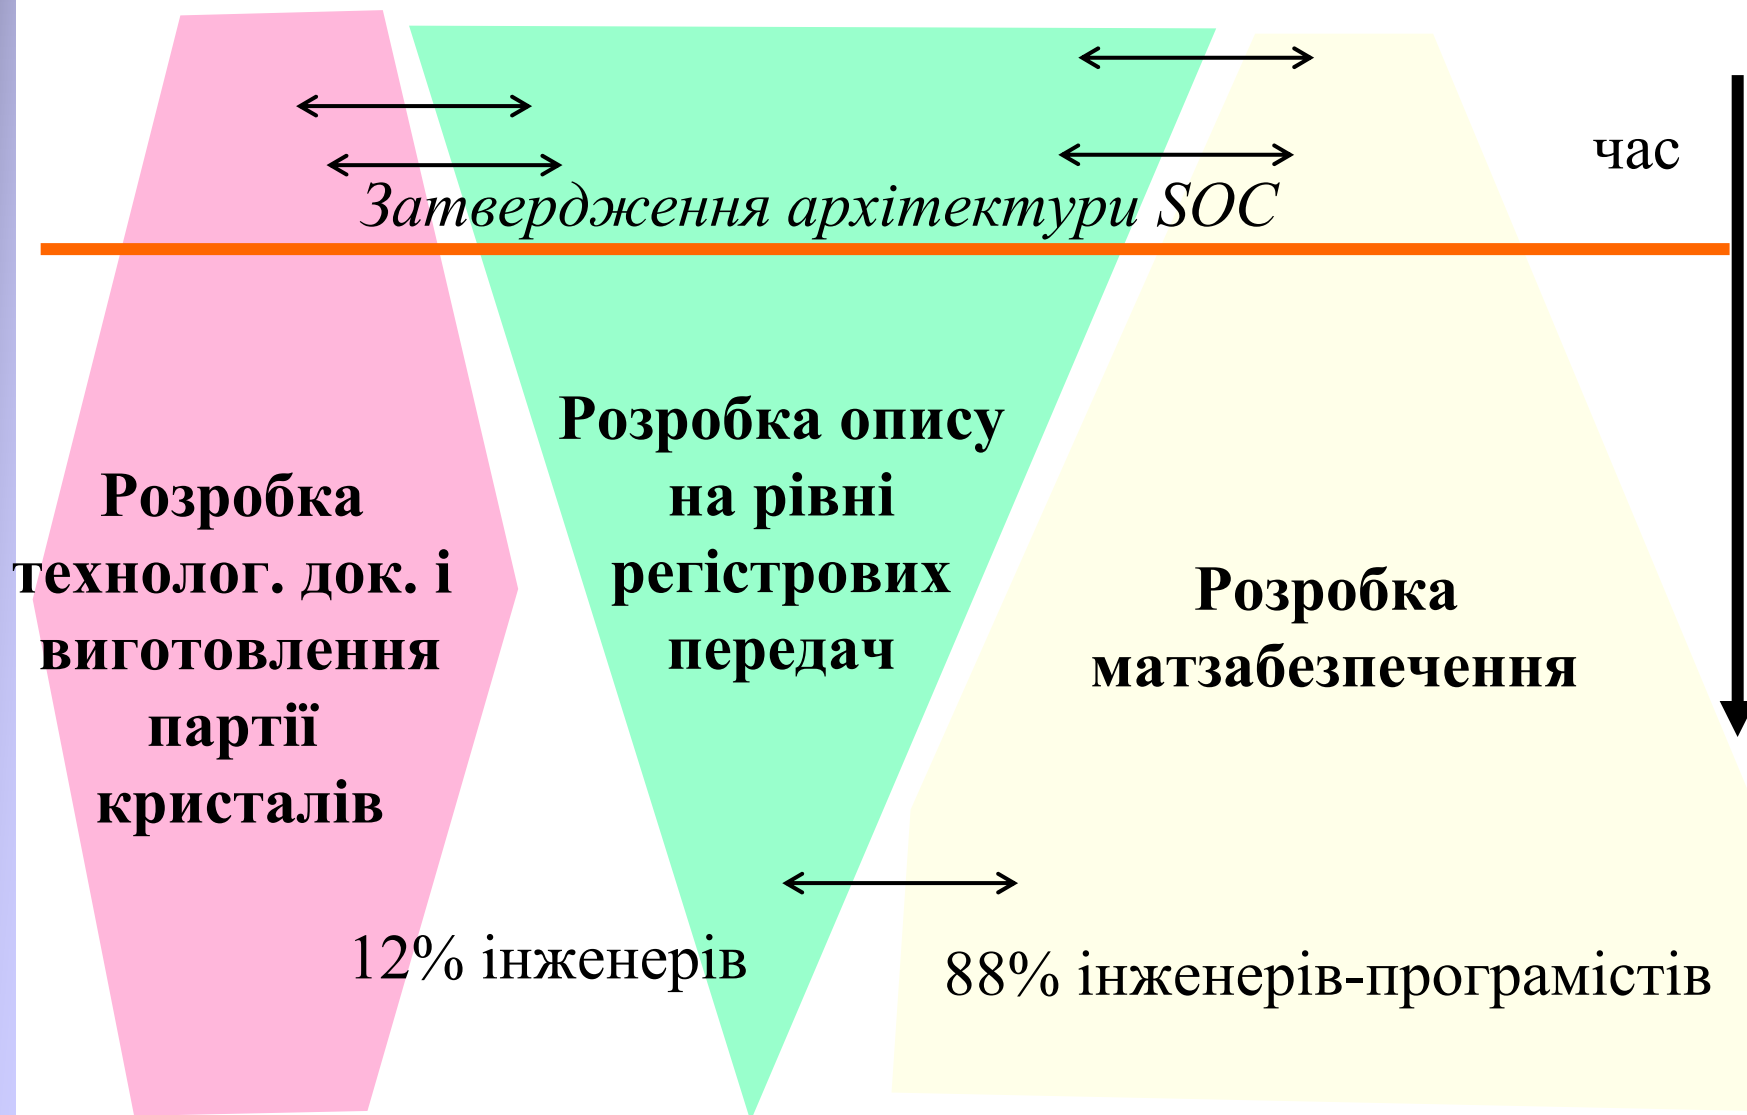 час
Затвердження архітектури SOC
Розробка
технолог. док. і
виготовлення
партії
кристалів
Розробка опису
на рівні
регістрових
передач
Розробка
матзабезпечення
12% інженерів
88% інженерів-програмістів